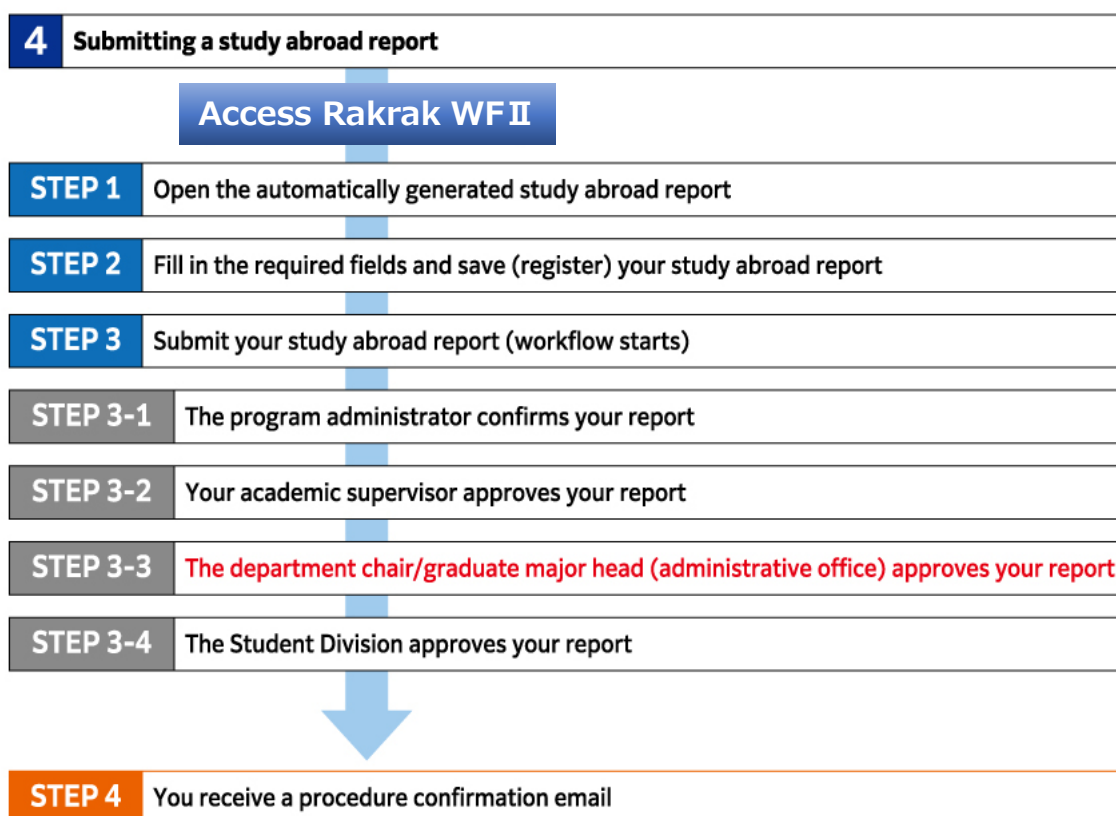 4 Submitting a study abroad report
Access Rakrak WFⅡ
STEP 1 Open the automatically generated study abroad report
STEP 2 Fill in the required fields and save (register) your study abroad report
STEP 3 Submit your study abroad report (workflow starts)
STEP 3-1 The program administrator confirms your report
STEP 3-2 Your academic supervisor approves your report
STEP 3-3 The department chair/graduate major head (administrative office) approves your report
STEP 3-4 The Student Division approves your report
STEP 4 You receive a procedure confirmation email